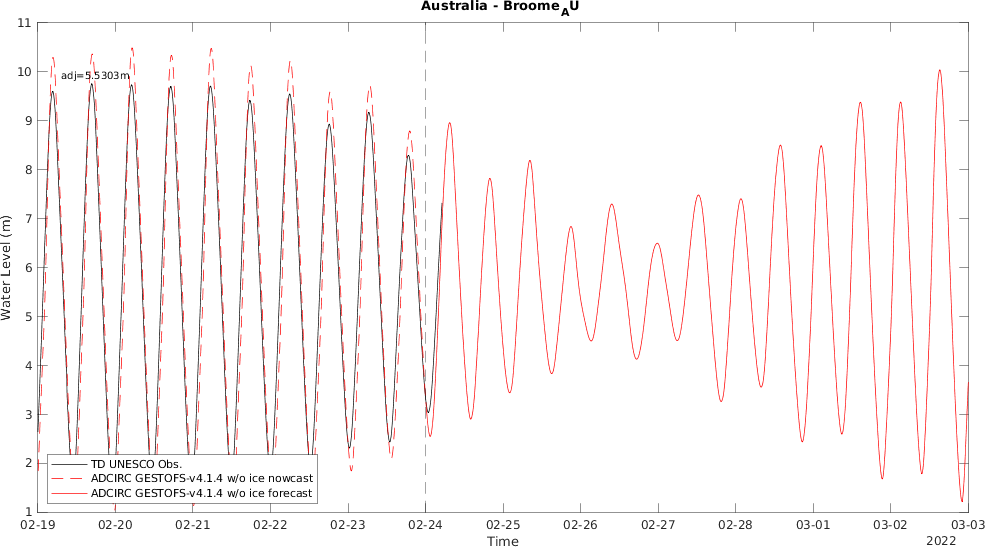 Australia - Broome_AU
11
10
9
8
7
6
5
4
3
2
1
Water Level (m)
adj=5.5303m
TD UNESCO Obs.
ADCIRC GESTOFS-v4.1.4 w/o ice nowcast
ADCIRC GESTOFS-v4.1.4 w/o ice forecast
02-19 02-20 02-21 02-22 02-23 02-24 02-25 02-26 02-27 02-28 03-01 03-02 03-03
Time
2022